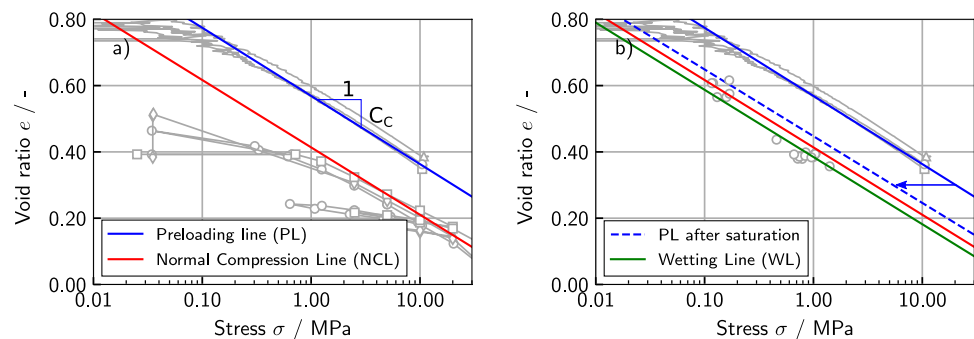 0.80
0.60
0.40
0.20
0.00
Void ratio e / -
0.01
0.10
1.00
10.00
Stress σ / MPa
a)
1
C_C
Preloading line (PL)
Normal Compression Line (NCL)
0.80
0.60
0.40
0.20
0.00
Void ratio e / -
0.01
0.10
1.00
10.00
Stress σ / MPa
b)
PL after saturation
Wetting Line (WL)